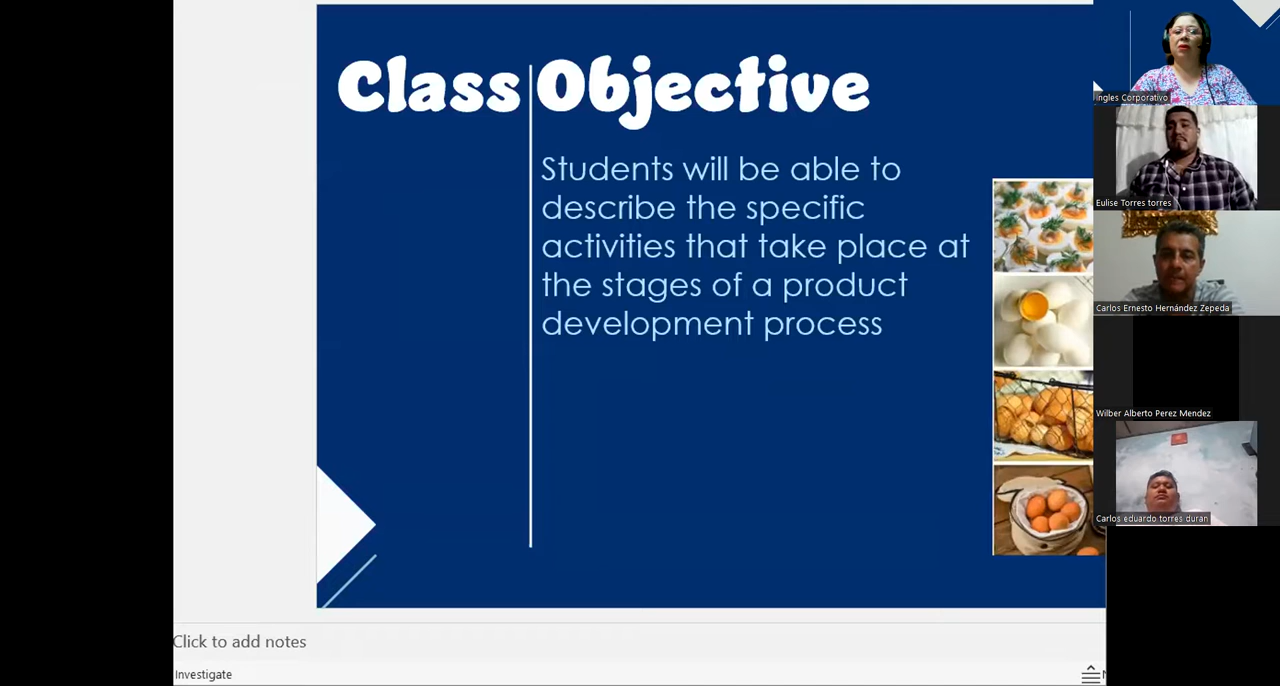 Class Objective
Students will be able to
describe the specific
activities that take place at
the stages of a product
development process
Click to add notes
Investigate
Ingles Corporativo
Eulise Torres torres
Carlos Ernesto Hernández Zepeda
Wilber Alberto Perez Mendez
Carlos eduardo torres duran